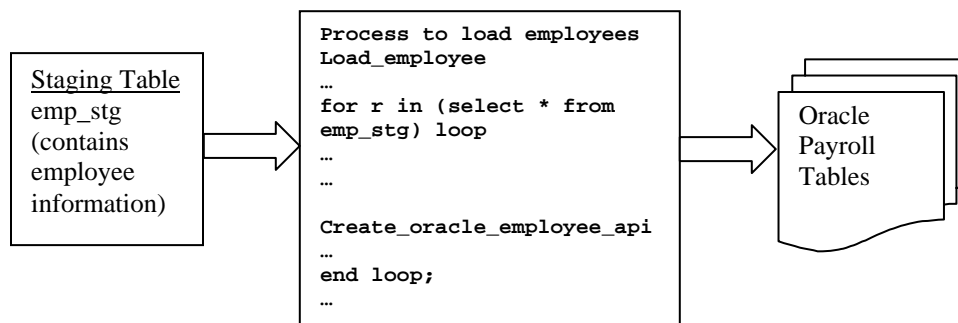 Staging Table
emp_stg
(contains
employee
information)
Process to load employees
Load_employee
…
for r in (select * from
emp_stg) loop
…
…
Create_oracle_employee_api
…
end loop;
…
Oracle
Payroll
Tables